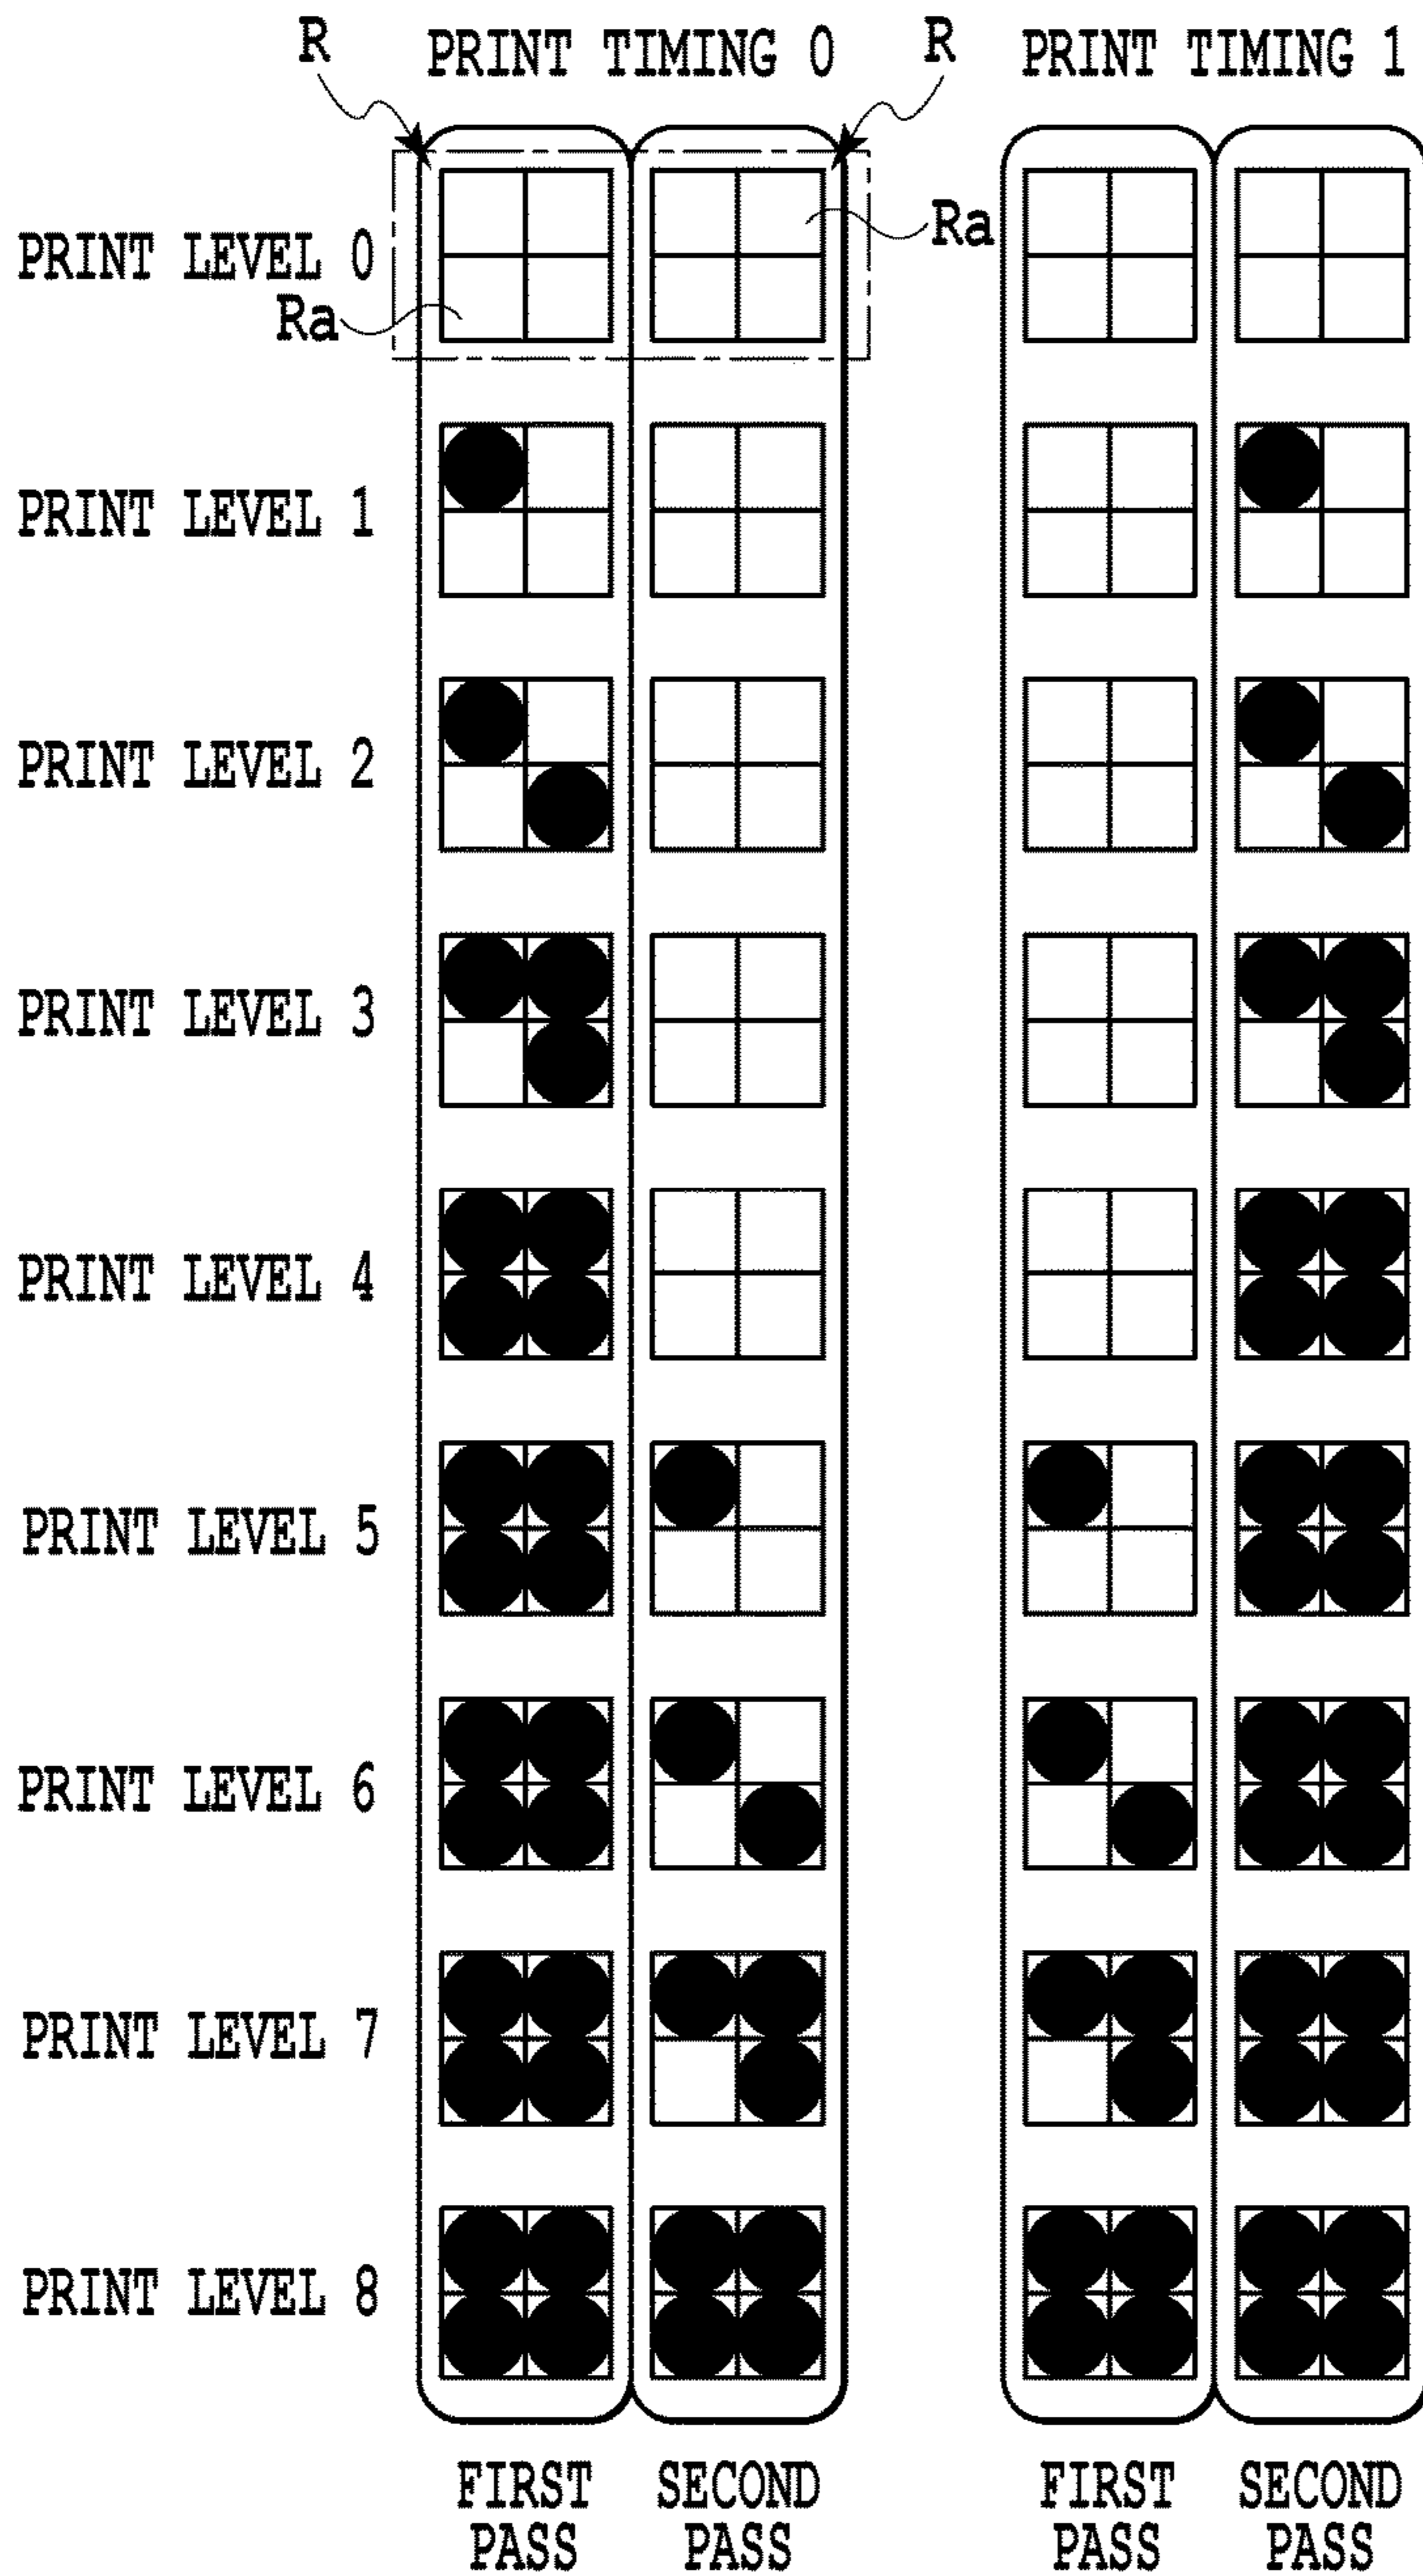 R PRINT TIMING 0 R PRINT TIMING 1
PRINT LEVEL 0 Ra
Ra
PRINT LEVEL 1
PRINT LEVEL 2
PRINT LEVEL 3
PRINT LEVEL 4
PRINT LEVEL 5
PRINT LEVEL 6
PRINT LEVEL 7
PRINT LEVEL 8
FIRST SECOND FIRST SECOND
PASS PASS PASS PASS